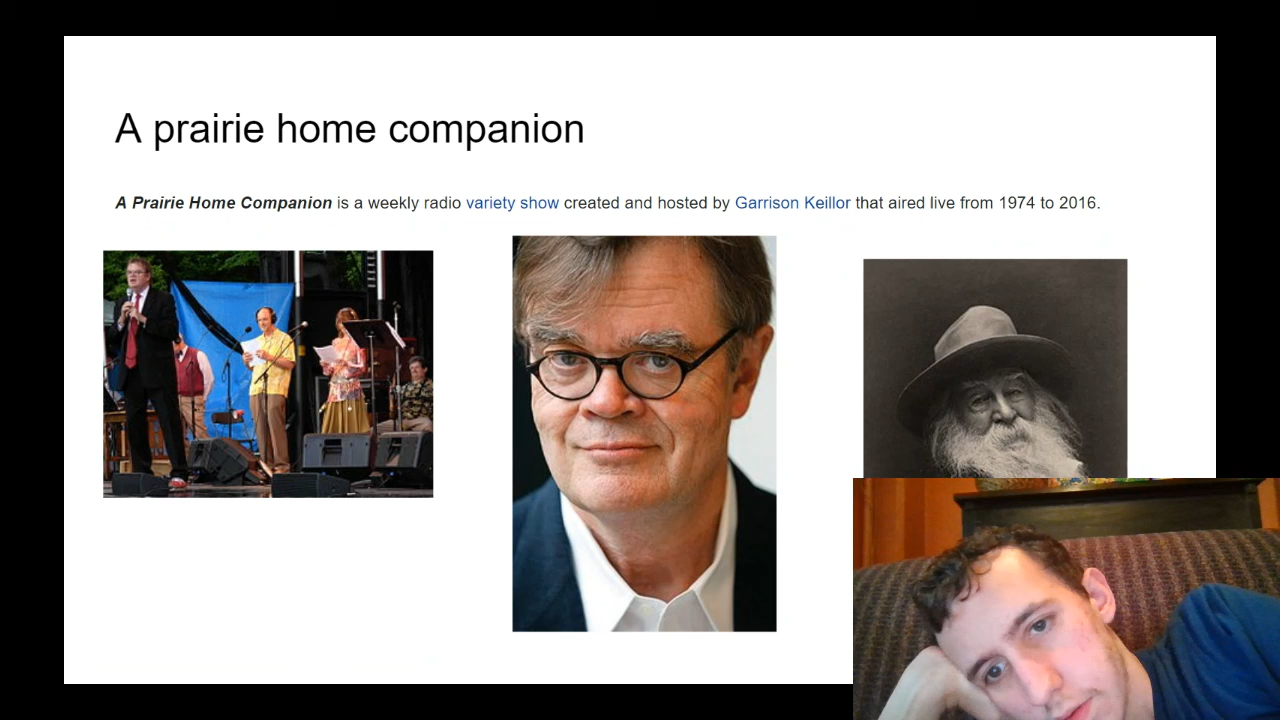 A prairie home companion
A Prairie Home Companion is a weekly radio variety show created and hosted by Garrison Keillor that aired live from 1974 to 2016.